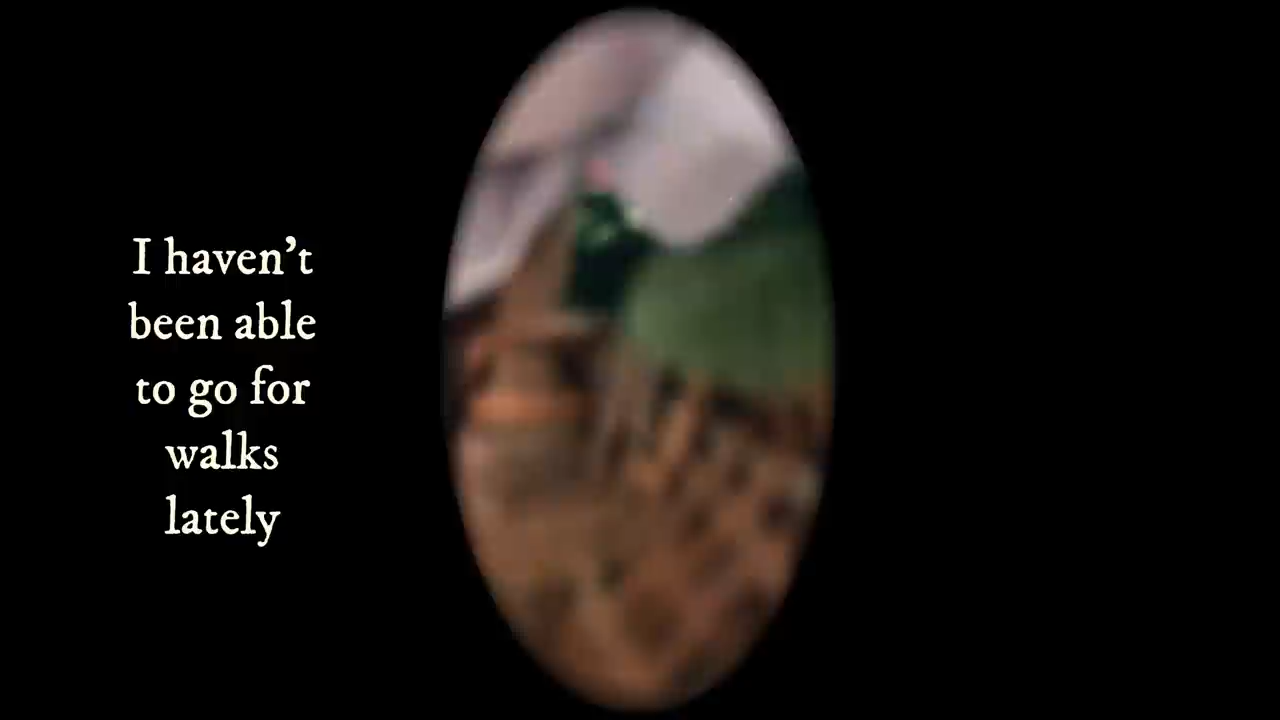 I haven’t
been able
to go for
walks
lately